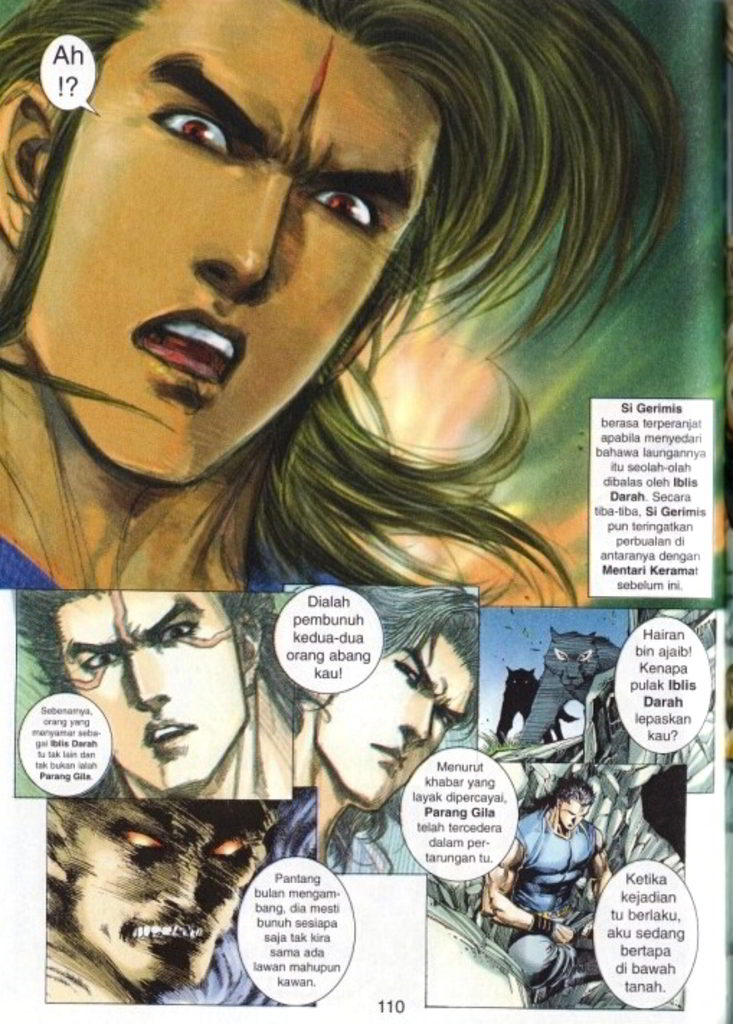 Ah
!?
Si Gerimis
berasa terperanjat
apabila menyedari
bahawa laungannya
itu seolah-olah
dibalas oleh Iblis
Darah. Secara
tiba-tiba, Si Gerimis
pun teringatkan
perbualan di
antaranya dengan
Mentari Keramat
sebelum ini.
Sebenarnya,
orang yang
menyamar seba-
gai Iblis Darah
tu tak lain dan
tak bukan ialah
Parang Gila.
Dialah
pembunuh
kedua-dua
orang abang
kau!
Hairan
bin ajaib!
Kenapa
pulak Iblis
Darah
lepaskan
kau?
Menurut
khabar yang
layak dipercayai,
Parang Gila
telah tercedera
dalam per-
tarungan tu.
Pantang
bulan mengam-
bang, dia mesti
bunuh sesiapa
saja tak kira
sama ada
lawan mahupun
kawan.
Ketika
kejadian
tu berlaku,
aku sedang
bertapa
di bawah
tanah.
110